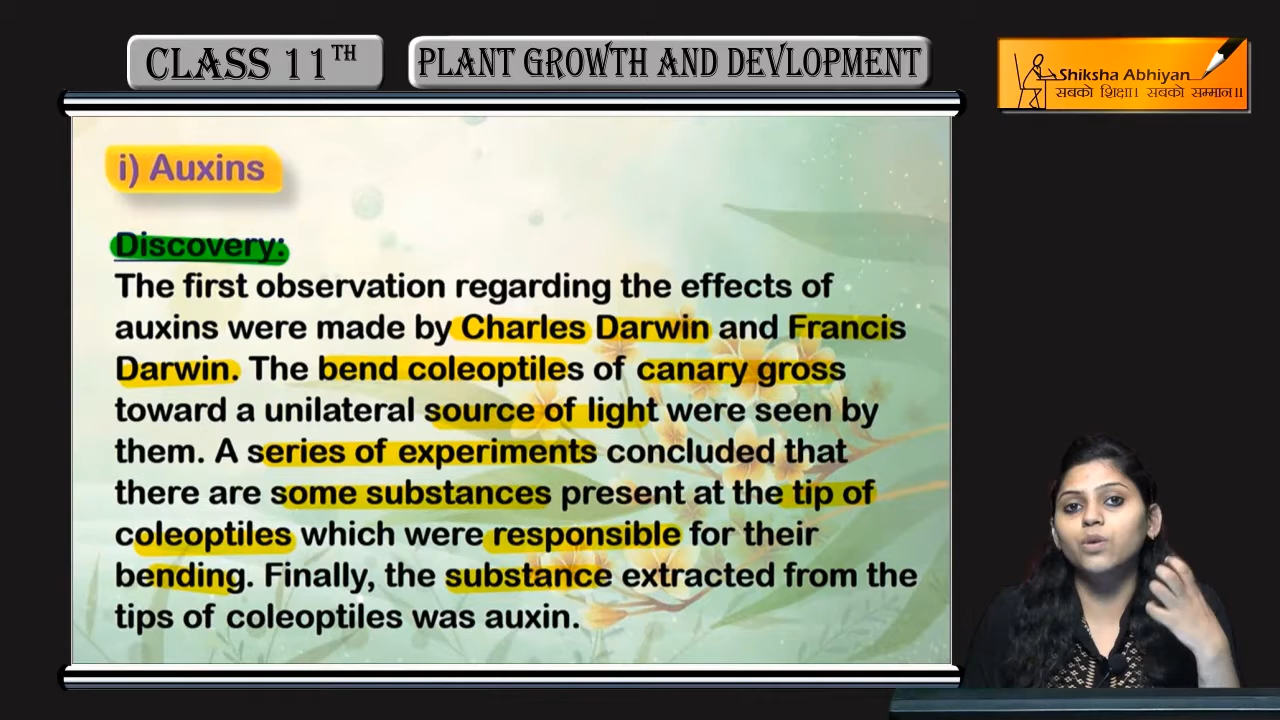 CLASS 11TH
PLANT GROWTH AND DEVLOPMENT
Shiksha Abhiyan
सबको शिक्षा। सबको सम्मान।।
i) Auxins
Discovery:
The first observation regarding the effects of
auxins were made by Charles Darwin and Francis
Darwin. The bend coleoptiles of canary gross
toward a unilateral source of light were seen by
them. A series of experiments concluded that
there are some substances present at the tip of
coleoptiles which were responsible for their
bending. Finally, the substance extracted from the
tips of coleoptiles was auxin.